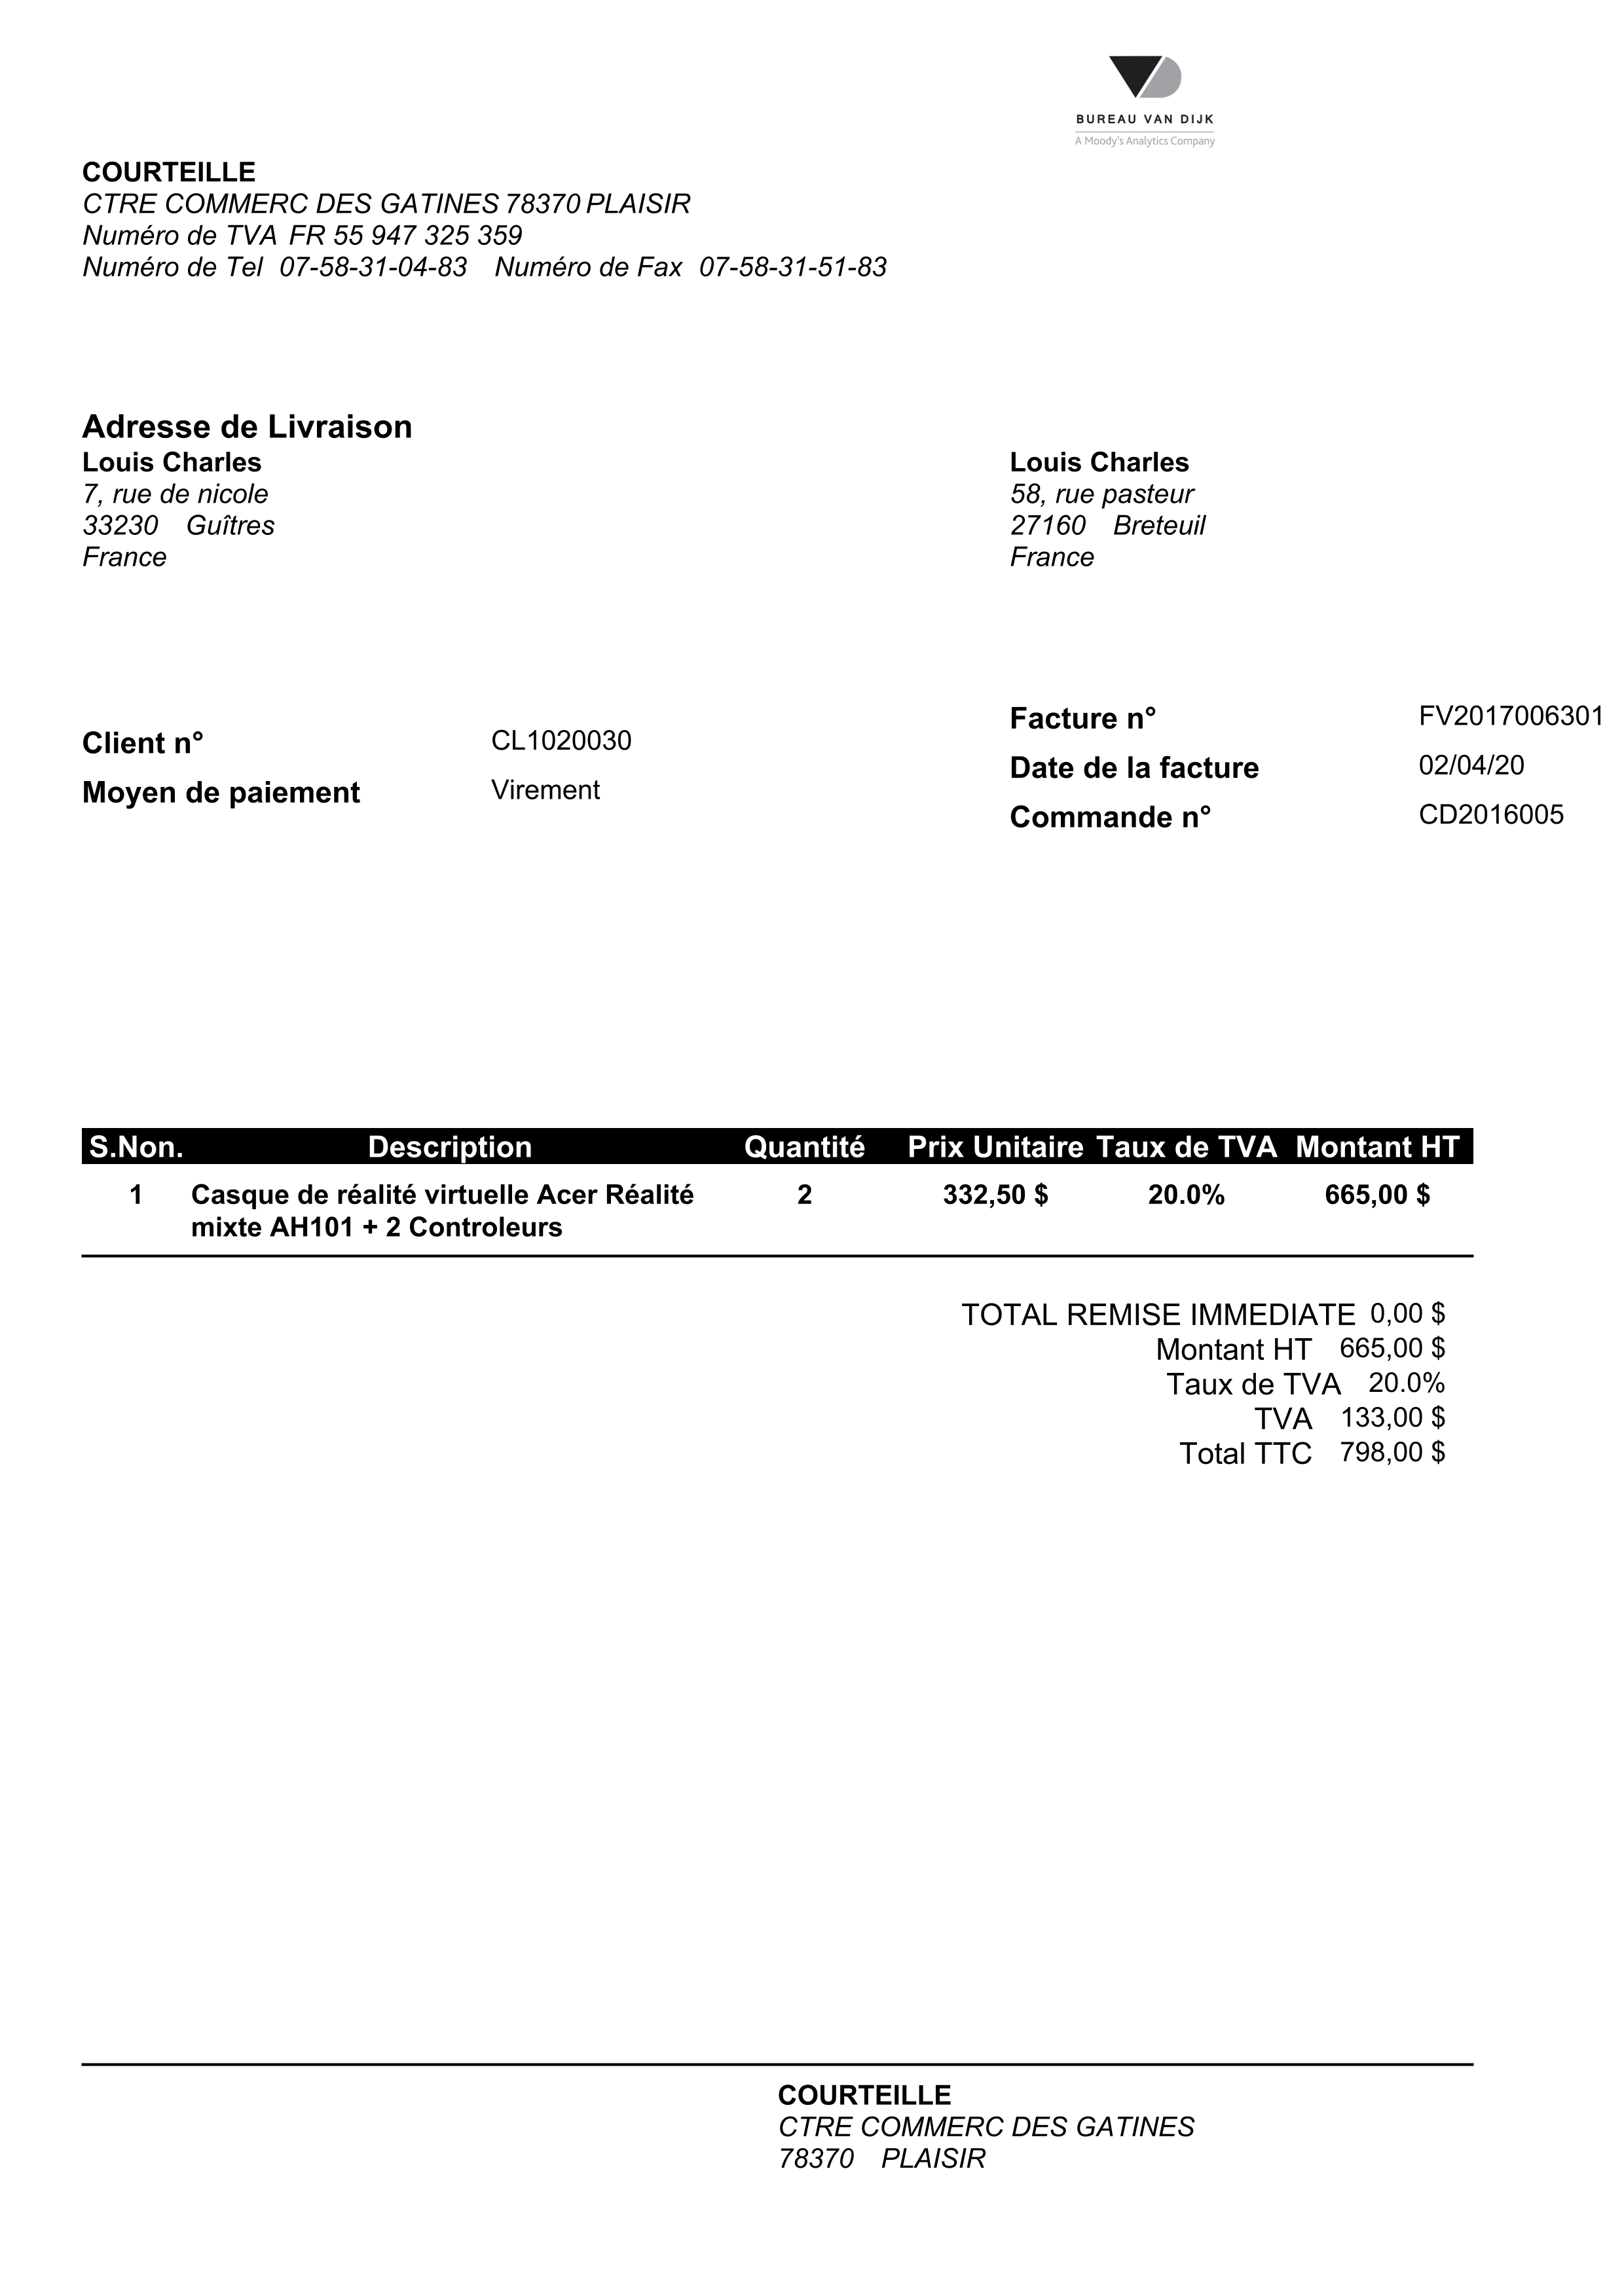 BUREAU VAN DIJK
A Moody's Analytics Company
COURTEILLE
CTRE COMMERC DES GATINES 78370 PLAISIR
Numéro de TVA FR 55 947 325 359
Numéro de Tel 07-58-31-04-83 Numéro de Fax 07-58-31-51-83
Adresse de Livraison
Louis Charles
7, rue de nicole
33230 Guîtres
France
Louis Charles
58, rue pasteur
27160 Breteuil
France
Client n° CL1020030
Moyen de paiement Virement
Facture n° FV2017006301
Date de la facture 02/04/20
Commande n° CD2016005
S.Non. Description Quantité Prix Unitaire Taux de TVA Montant HT
1 Casque de réalité virtuelle Acer Réalité 2 332,50 $ 20.0% 665,00 $
mixte AH101 + 2 Controleurs
TOTAL REMISE IMMEDIATE 0,00 $
Montant HT 665,00 $
Taux de TVA 20.0%
TVA 133,00 $
Total TTC 798,00 $
COURTEILLE
CTRE COMMERC DES GATINES
78370 PLAISIR